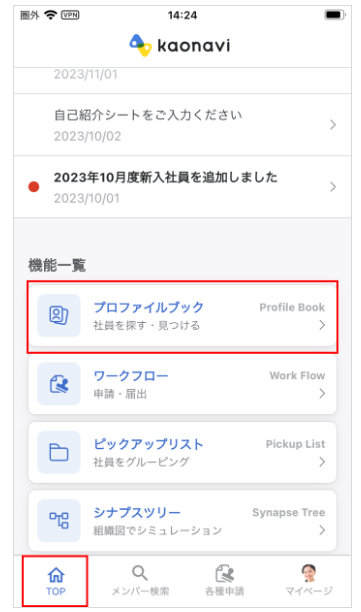 圏外 VPN 14:24
kaonavi
2023/11/01
自己紹介シートをご入力ください
2023/10/02
2023年10月度新入社員を追加しました
2023/10/01
機能一覧
プロファイルブック Profile Book
社員を探す・見つける
ワークフロー Work Flow
申請・届出
ピックアップリスト Pickup List
社員をグルーピング
シナプスツリー Synapse Tree
組織図でシミュレーション
TOP メンバー検索 各種申請 マイページ